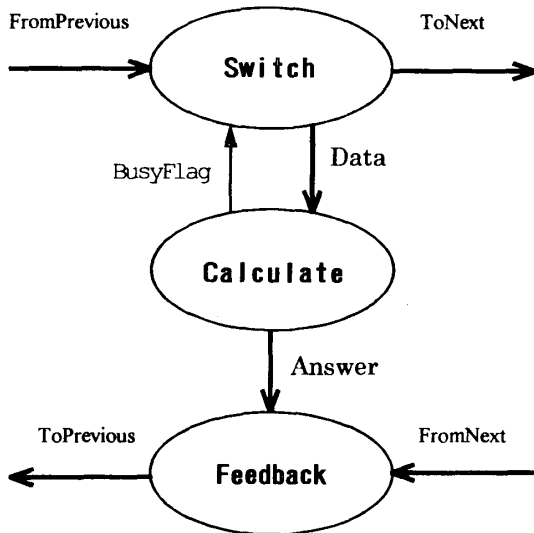 FromPrevious
ToNext
Switch
BusyFlag
Data
Calculate
Answer
ToPrevious
FromNext
Feedback